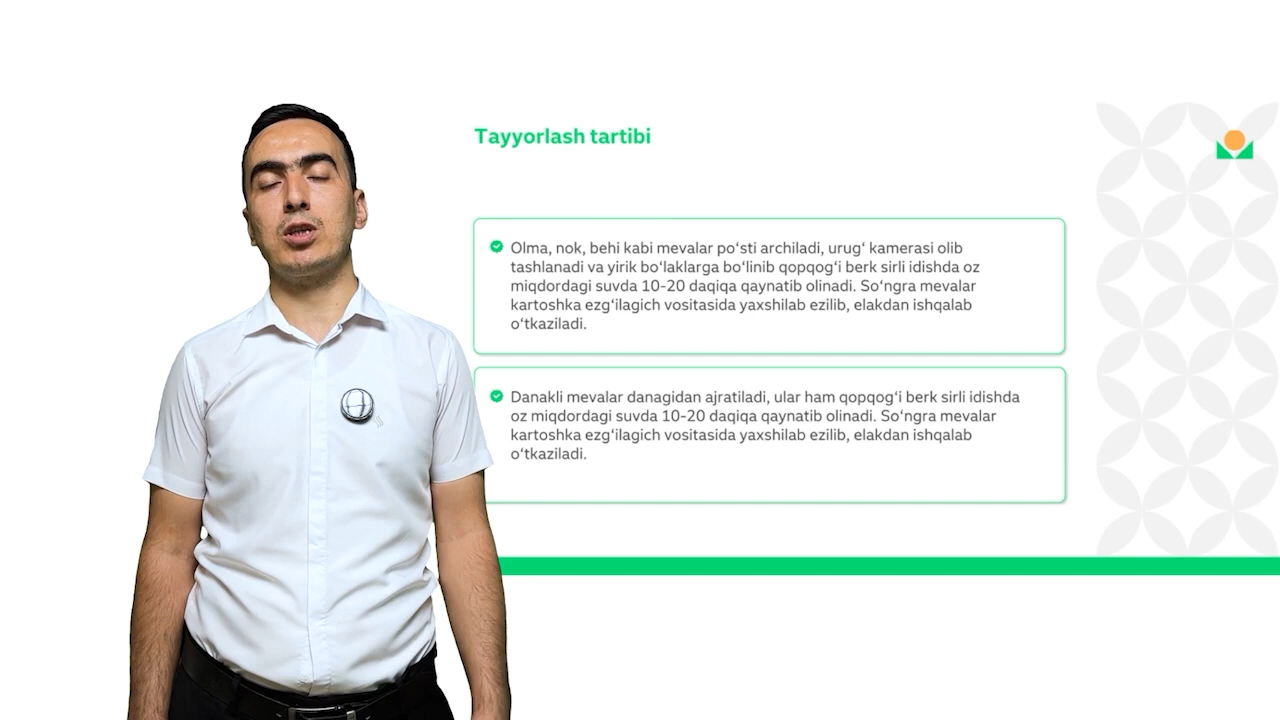 Tayyorlash tartibi
Olma, nok, behi kabi mevalar po‘sti archiladi, urug‘ kamerasi olib
tashlanadi va yirik bo‘laklarga bo‘linib qopqog‘i berk sirli idishda oz
miqdordagi suvda 10-20 daqiqa qaynatib olinadi. So‘ngra mevalar
kartoshka ezg‘ilagich vositasida yaxshilab ezilib, elakdan ishqalab
o‘tkaziladi.
Danakli mevalar danagidan ajratiladi, ular ham qopqog‘i berk sirli idishda
oz miqdordagi suvda 10-20 daqiqa qaynatib olinadi. So‘ngra mevalar
kartoshka ezg‘ilagich vositasida yaxshilab ezilib, elakdan ishqalab
o‘tkaziladi.